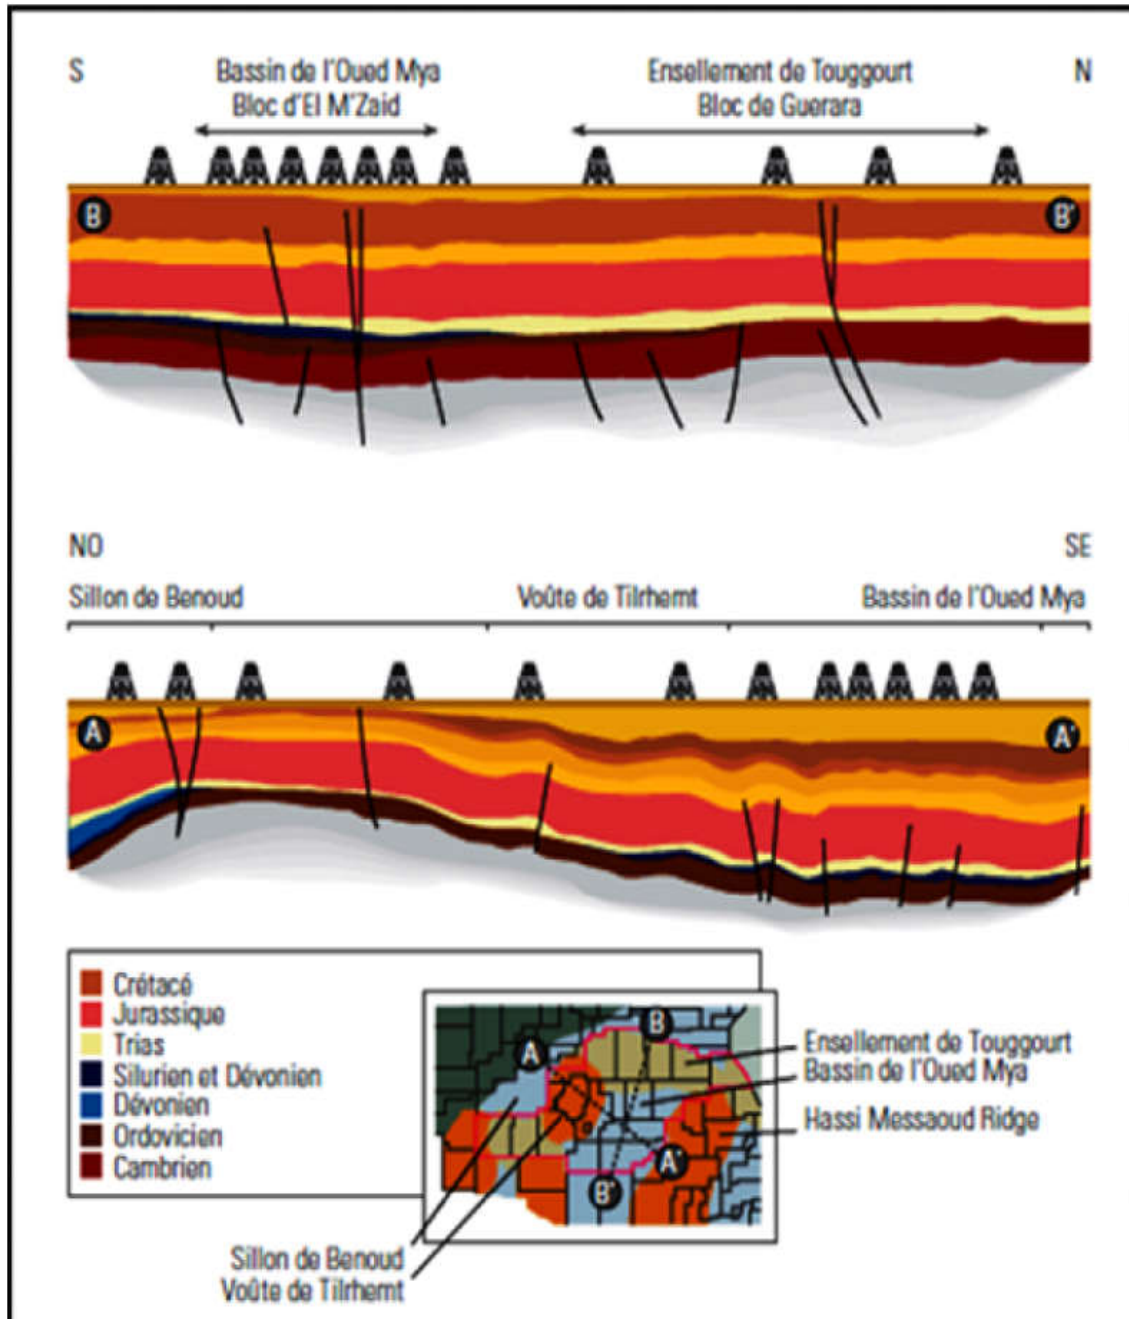 S
Bassin de l'Oued Mya
Bloc d'El M'Zaid
Ensellement de Touggourt
Bloc de Guerara
N
B
B'
NO
SE
Sillon de Benoud
Voûte de Tilrhemt
Bassin de l'Oued Mya
A
A'
Crétacé
Jurassique
Trias
Silurien et Dévonien
Dévonien
Ordovicien
Cambrien
B
A
A'
B'
Ensellement de Touggourt
Bassin de l'Oued Mya
Hassi Messaoud Ridge
Sillon de Benoud
Voûte de Tilrhemt